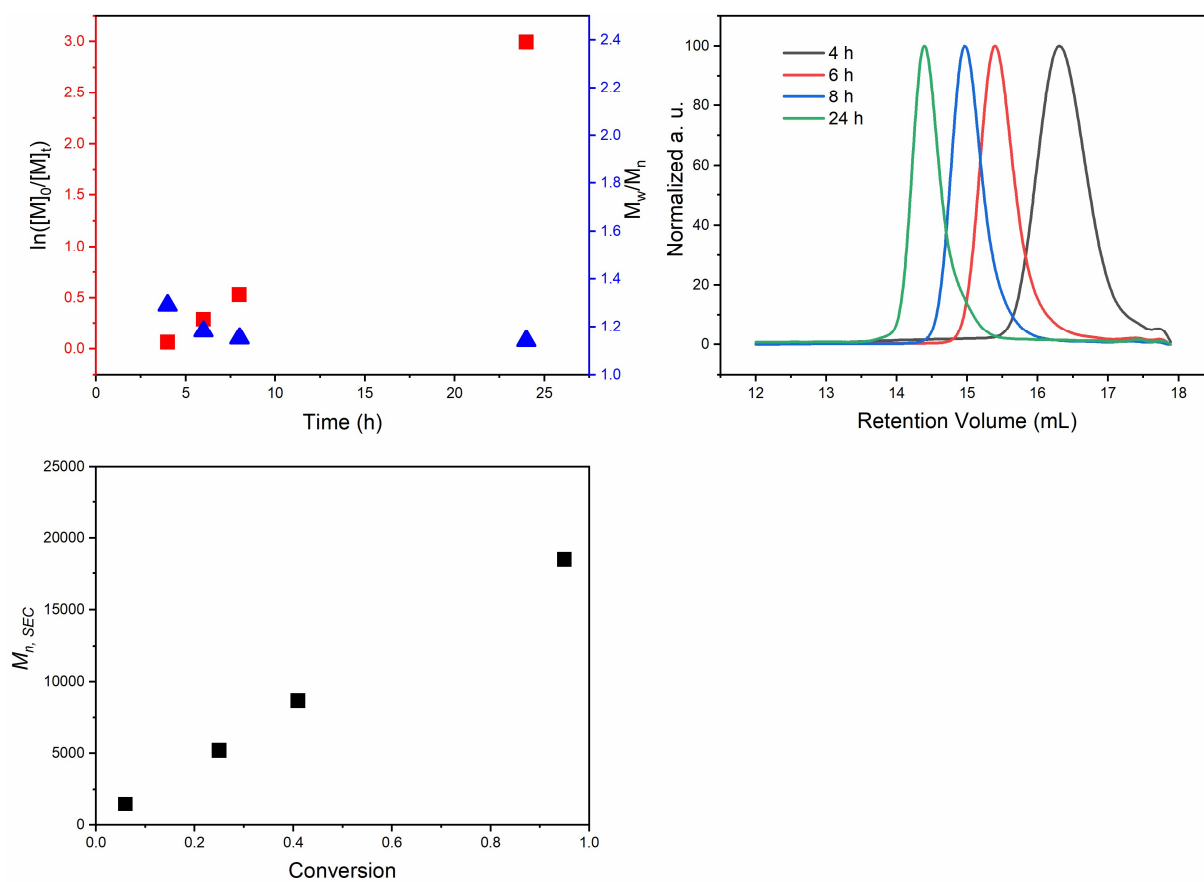 3.0
2.5
2.0
1.5
1.0
0.5
0.0
ln([M]0/[M]t)
2.4
2.2
2.0
1.8
1.6
1.4
1.2
1.0
Mw/Mn
0 5 10 15 20 25
Time (h)
100
80
60
40
20
0
Normalized a. u.
4 h
6 h
8 h
24 h
12 13 14 15 16 17 18
Retention Volume (mL)
25000
20000
15000
10000
5000
0
Mn, SEC
0.0 0.2 0.4 0.6 0.8 1.0
Conversion